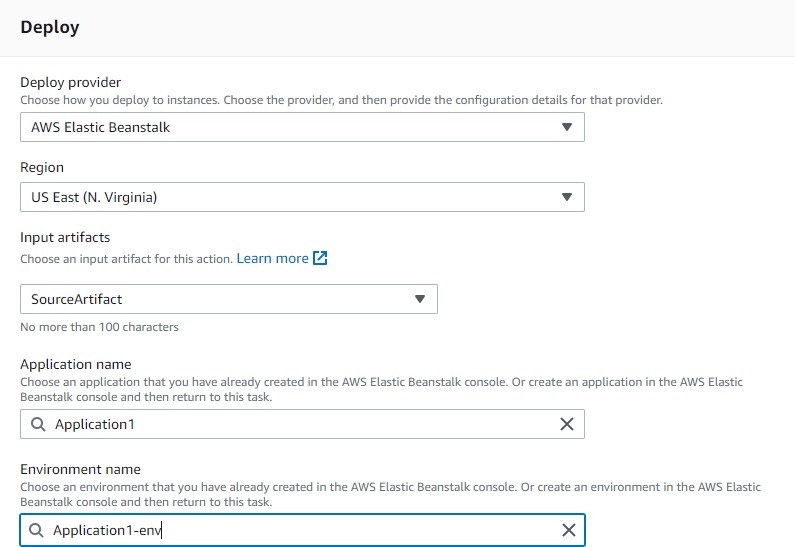 Deploy
Deploy provider
Choose how you deploy to instances. Choose the provider, and then provide the configuration details for that provider.
AWS Elastic Beanstalk
Region
US East (N. Virginia)
Input artifacts
Choose an input artifact for this action. Learn more
SourceArtifact
No more than 100 characters
Application name
Choose an application that you have already created in the AWS Elastic Beanstalk console. Or create an application in the AWS Elastic
Beanstalk console and then return to this task.
Application1
Environment name
Choose an environment that you have already created in the AWS Elastic Beanstalk console. Or create an environment in the AWS Elastic
Beanstalk console and then return to this task.
Application1-env